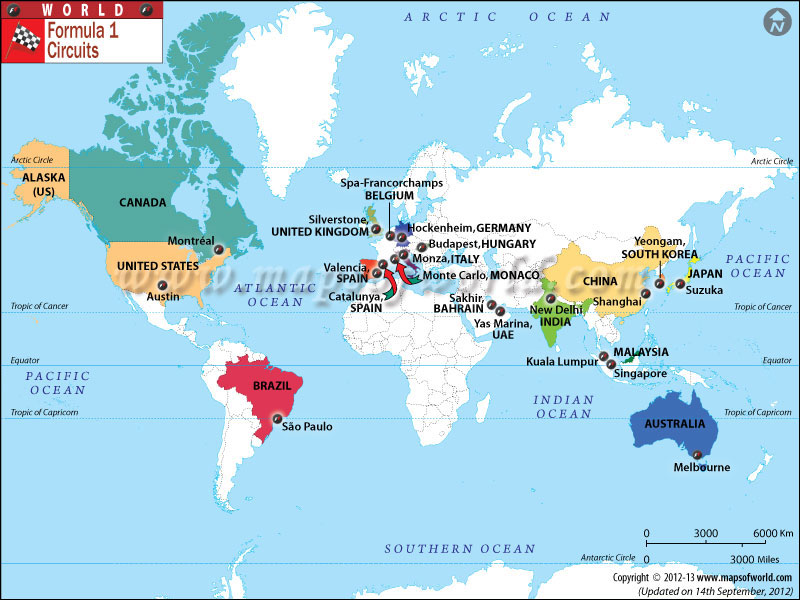 WORLD
Formula 1
Circuits
ARCTIC OCEAN
N
Arctic Circle
Arctic Circle
ALASKA
(US)
CANADA
Spa-Francorchamps
BELGIUM
Silverstone,
UNITED KINGDOM
Hockenheim, GERMANY
Montréal
Budapest, HUNGARY
Yeongam,
SOUTH KOREA
Monza, ITALY
PACIFIC
OCEAN
UNITED STATES
Valencia,
SPAIN
Monte Carlo, MONACO
CHINA
JAPAN
Suzuka
www.mapsofworld.com
Austin
ATLANTIC
OCEAN
Catalunya,
SPAIN
Sakhir,
BAHRAIN
Shanghai
Tropic of Cancer
Tropic of Cancer
New Delhi
INDIA
Yas Marina,
UAE
MALAYSIA
Kuala Lumpur
Equator
Equator
Singapore
PACIFIC
OCEAN
BRAZIL
INDIAN
OCEAN
Tropic of Capricorn
Tropic of Capricorn
São Paulo
AUSTRALIA
Melbourne
0 3000 6000 Km
SOUTHERN OCEAN
Antarctic Circle
0 3000 Miles
Copyright © 2012-13 www.mapsofworld.com
(Updated on 14th September, 2012)